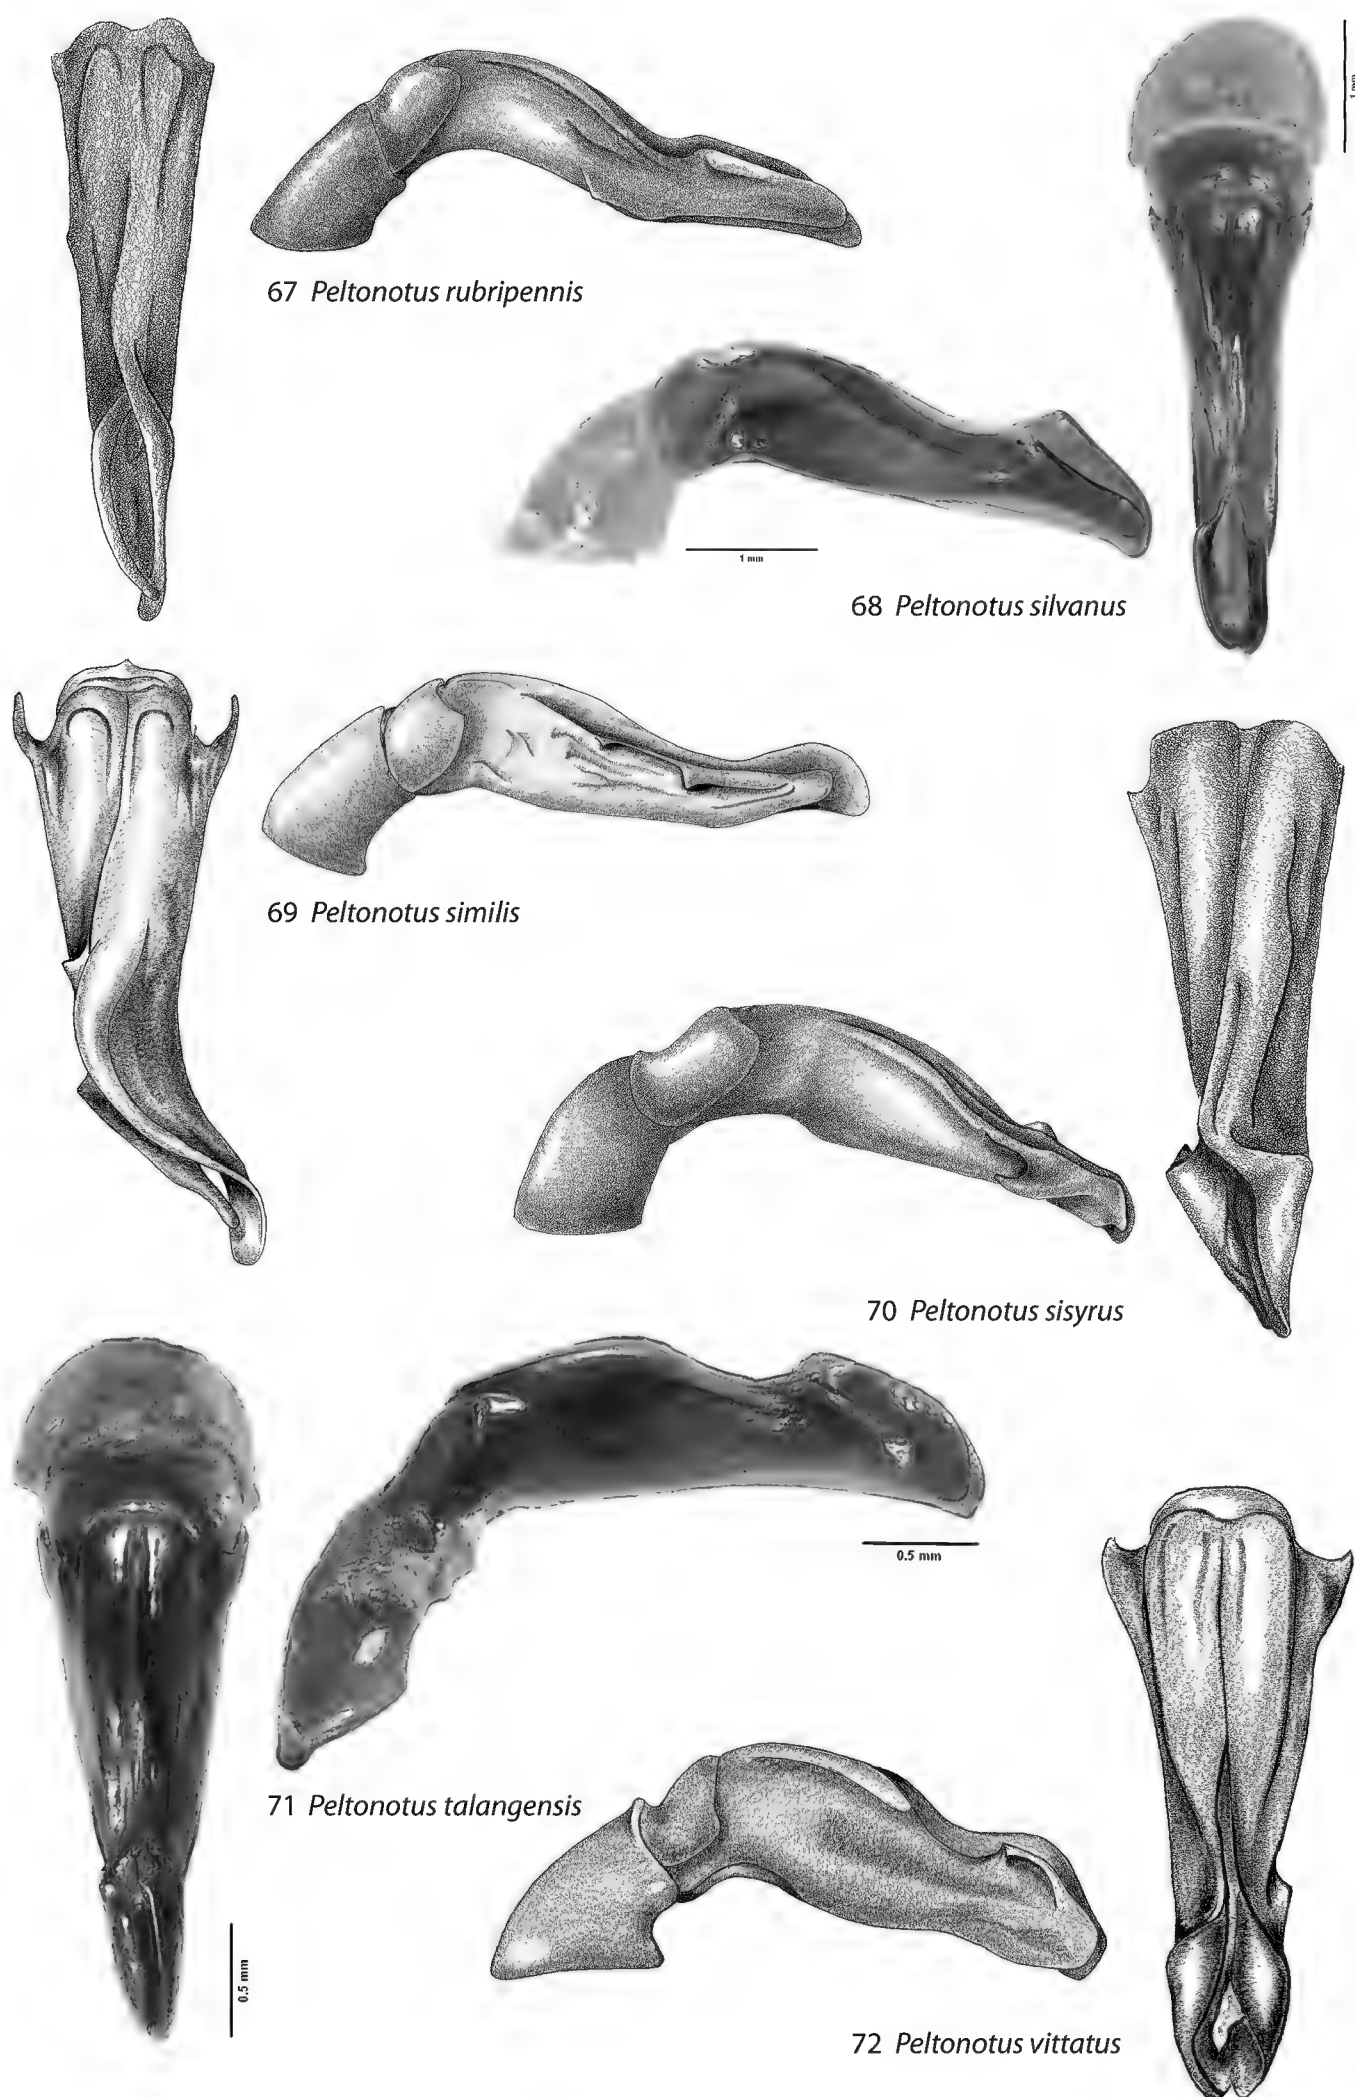 1 mm
67 Peltonotus rubripennis
1 mm
68 Peltonotus silvanus
69 Peltonotus similis
70 Peltonotus sisyrus
0.5 mm
71 Peltonotus talangensis
0.5 mm
72 Peltonotus vittatus